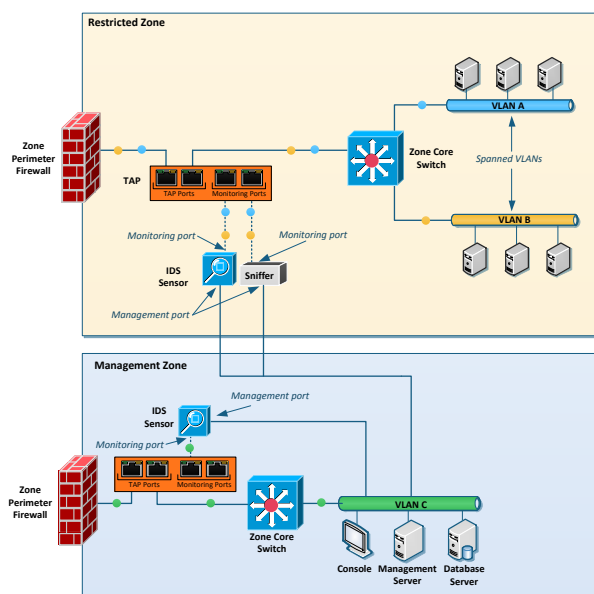 Restricted Zone
VLAN A
Zone
Perimeter
Firewall
Zone Core
Switch
Spanned VLANs
TAP
TAP Ports
Monitoring Ports
VLAN B
Monitoring port
Monitoring port
IDS
Sensor
Sniffer
Management port
Management Zone
Management port
IDS
Sensor
Monitoring port
TAP Ports
Monitoring Ports
Zone
Perimeter
Firewall
VLAN C
Zone Core
Switch
Console
Management
Server
Database
Server